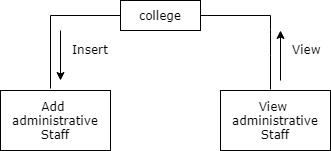 college
Insert
View
Add
administrative
Staff
View
administrative
Staff